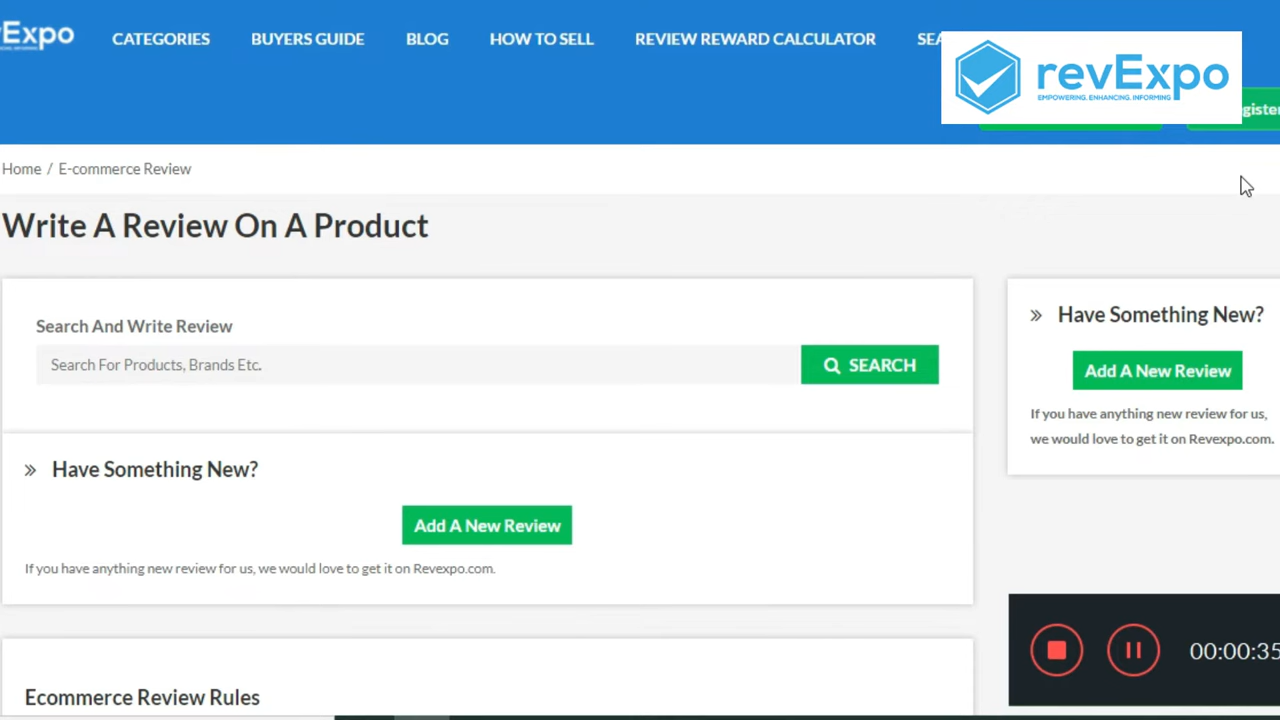 Expo
CATEGORIES
BUYERS GUIDE
BLOG
HOW TO SELL
REVIEW REWARD CALCULATOR
revExpo
EMPOWERING. ENHANCING. INFORMING
Home / E-commerce Review
Write A Review On A Product
Search And Write Review
Search For Products, Brands Etc.
SEARCH
Have Something New?
Add A New Review
If you have anything new review for us, we would love to get it on Revexpo.com.
Ecommerce Review Rules
Have Something New?
Add A New Review
If you have anything new review for us,
we would love to get it on Revexpo.com.
00:00:35